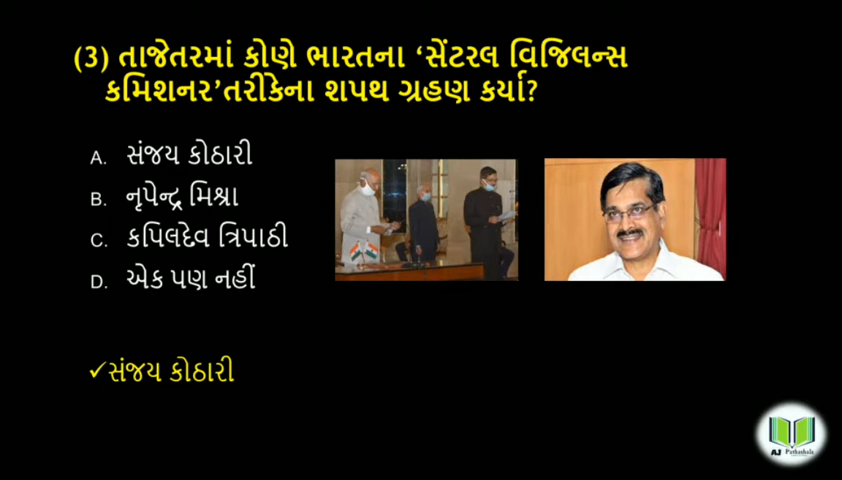 (3) તાજેતરમાં કોણે ભારતના ‘સેંટરલ વિજિલન્સ
કમિશનર’તરીકેના શપથ ગ્રહણ કર્યા?
A. સંજય કોઠારી
B. નૃપેન્દ્ર મિશ્રા
C. કપિલદેવ ત્રિપાઠી
D. એક પણ નહીં
✓સંજય કોઠારી
AJ Pathshala